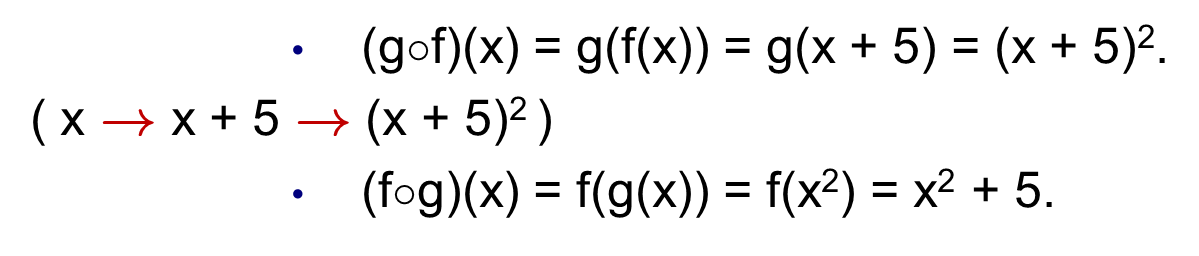 • (g○f)(x) = g(f(x)) = g(x + 5) = (x + 5)².
( x → x + 5 → (x + 5)² )
• (f○g)(x) = f(g(x)) = f(x²) = x² + 5.